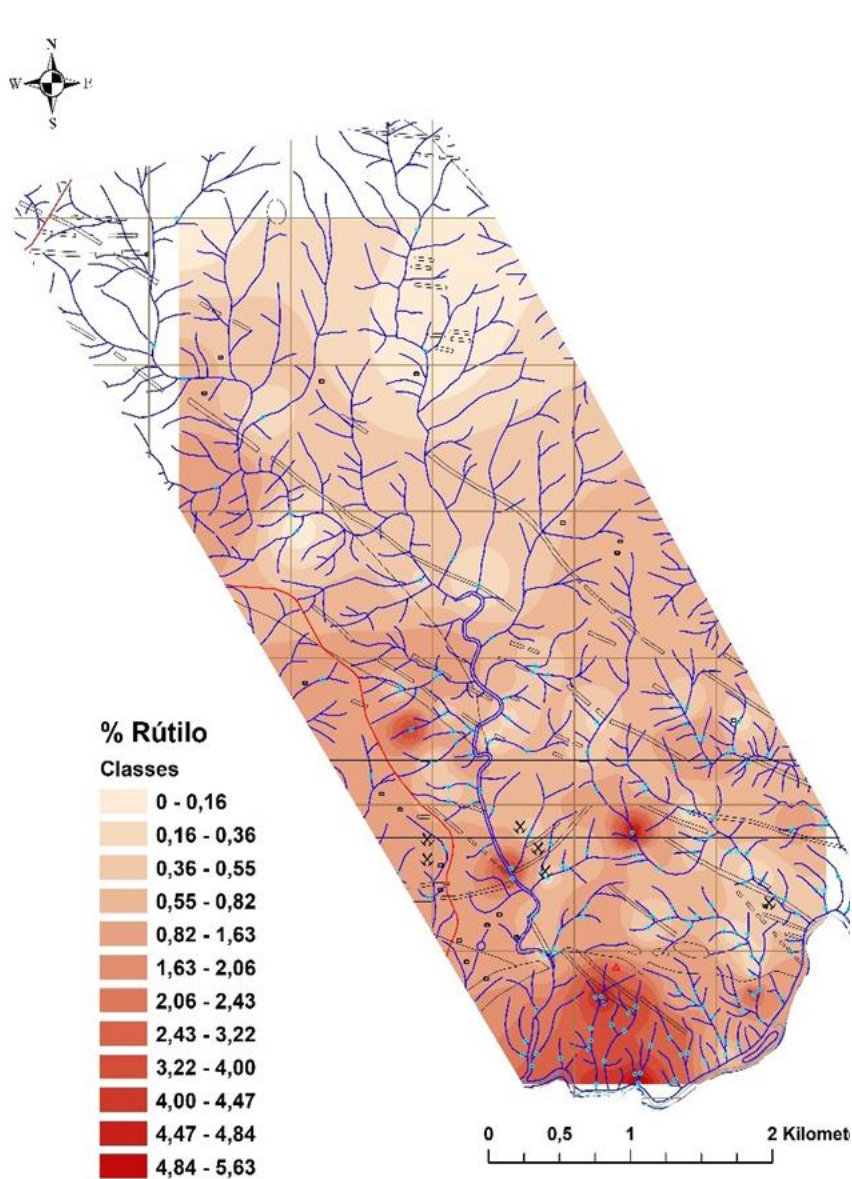 N
W E
S
% Rútilo
Classes
0 - 0,16
0,16 - 0,36
0,36 - 0,55
0,55 - 0,82
0,82 - 1,63
1,63 - 2,06
2,06 - 2,43
2,43 - 3,22
3,22 - 4,00
4,00 - 4,47
4,47 - 4,84
4,84 - 5,63
0 0,5 1 2 Kilomete